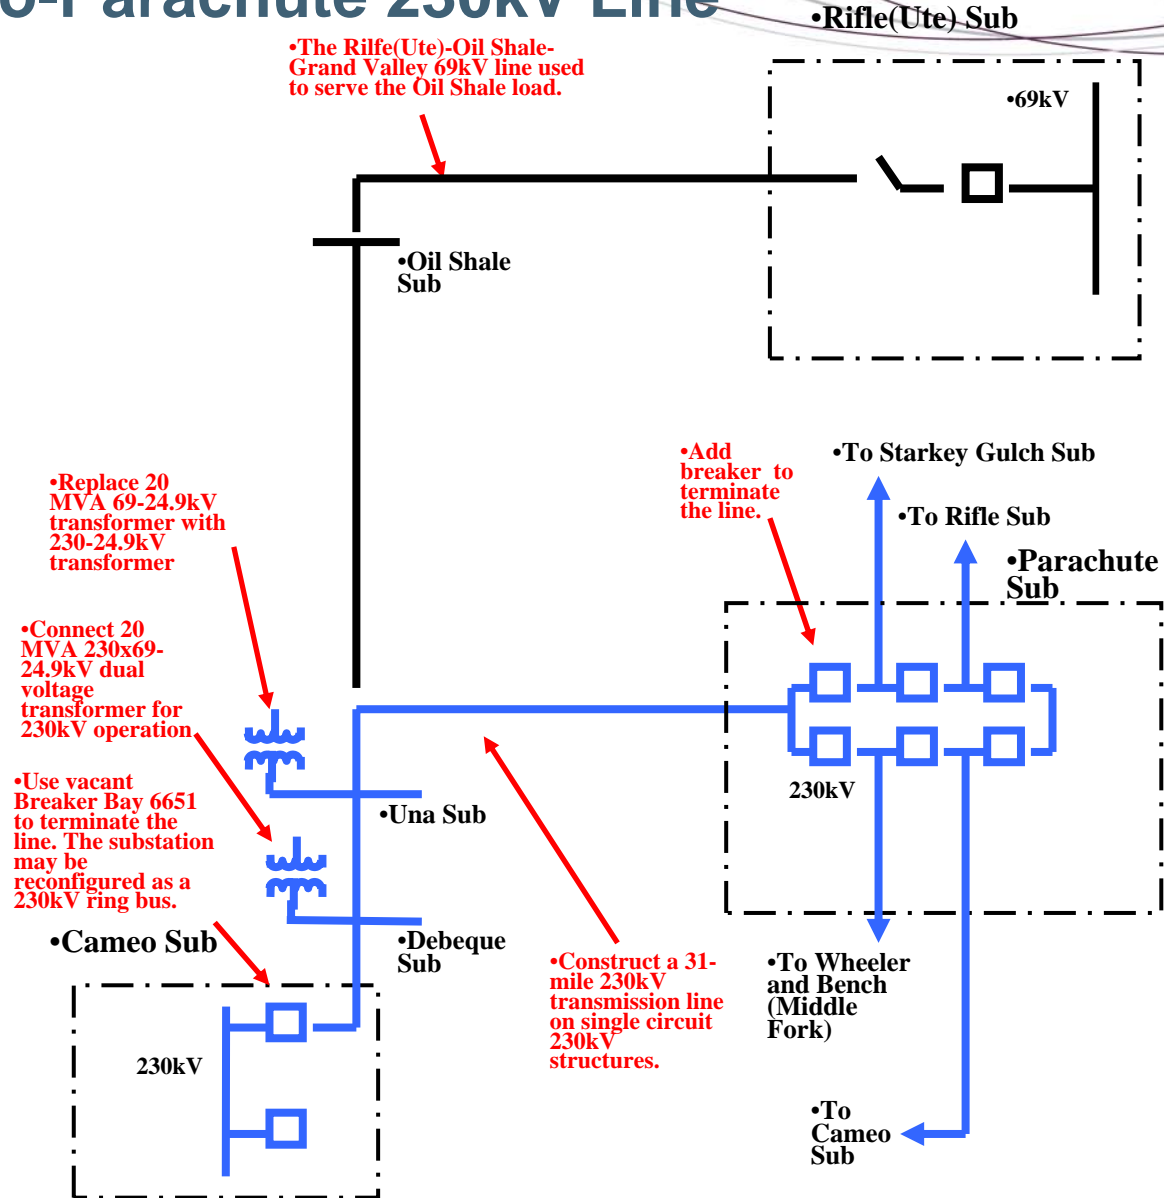 o-Parachute 230kV Line
•Rifle(Ute) Sub
•The Rilfe(Ute)-Oil Shale-
Grand Valley 69kV line used
to serve the Oil Shale load.
•69kV
•Oil Shale
Sub
•Add
breaker to
terminate
the line.
•To Starkey Gulch Sub
•To Rifle Sub
•Parachute
Sub
•Replace 20
MVA 69-24.9kV
transformer with
230-24.9kV
transformer
•Connect 20
MVA 230x69-
24.9kV dual
voltage
transformer for
230kV operation
•Use vacant
Breaker Bay 6651
to terminate the
line. The substation
may be
reconfigured as a
230kV ring bus.
•Una Sub
230kV
•Cameo Sub
•Debeque
Sub
•Construct a 31-
mile 230kV
transmission line
on single circuit
230kV
structures.
•To Wheeler
and Bench
(Middle
Fork)
230kV
•To
Cameo
Sub